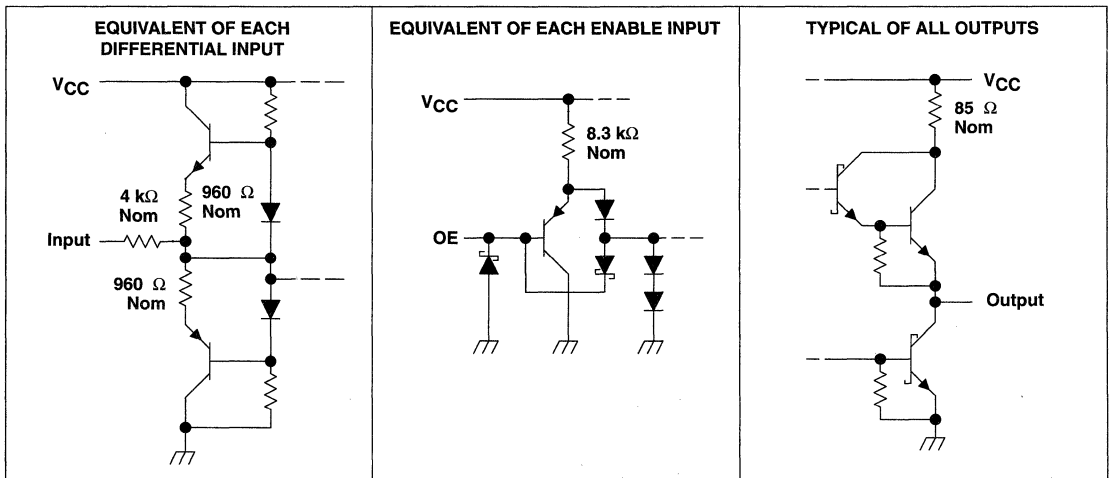 EQUIVALENT OF EACH
DIFFERENTIAL INPUT
VCC
4 kΩ
Nom
960 Ω
Nom
Input
960 Ω
Nom
EQUIVALENT OF EACH ENABLE INPUT
VCC
8.3 kΩ
Nom
OE
TYPICAL OF ALL OUTPUTS
VCC
85 Ω
Nom
Output